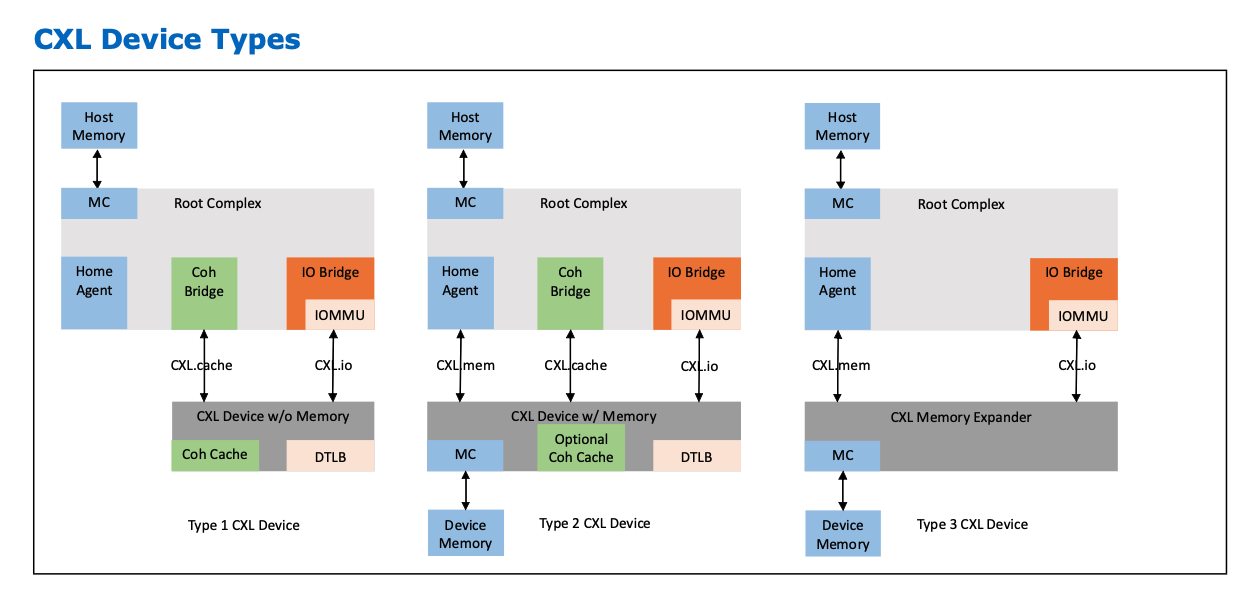 CXL Device Types
Host
Memory
MC
Root Complex
Home
Agent
Coh
Bridge
IO Bridge
IOMMU
CXL.cache
CXL.io
CXL Device w/o Memory
Coh Cache
DTLB
Type 1 CXL Device
Host
Memory
MC
Root Complex
Home
Agent
Coh
Bridge
IO Bridge
IOMMU
CXL.mem
CXL.cache
CXL.io
CXL Device w/ Memory
MC
Optional
Coh Cache
DTLB
Device
Memory
Type 2 CXL Device
Host
Memory
MC
Root Complex
Home
Agent
IO Bridge
IOMMU
CXL.mem
CXL.io
CXL Memory Expander
MC
Device
Memory
Type 3 CXL Device